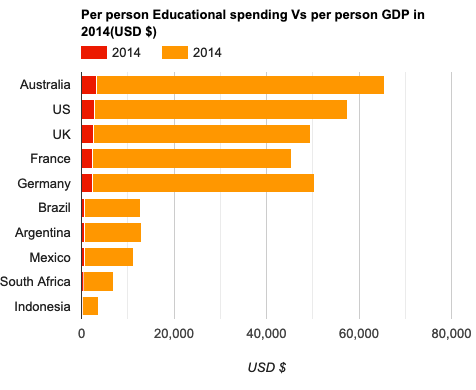 Per person Educational spending Vs per person GDP in
2014(USD $)
2014 2014
Australia
US
UK
France
Germany
Brazil
Argentina
Mexico
South Africa
Indonesia
0 20,000 40,000 60,000 80,000
USD $